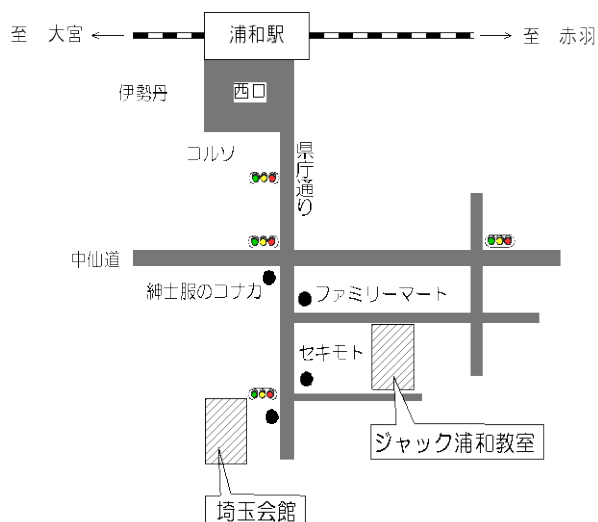 至 大宮
浦和駅
至 赤羽
伊勢丹
西口
コルソ
県庁通り
中仙道
紳士服のコナカ
ファミリーマート
セキモト
ジャック浦和教室
埼玉会館